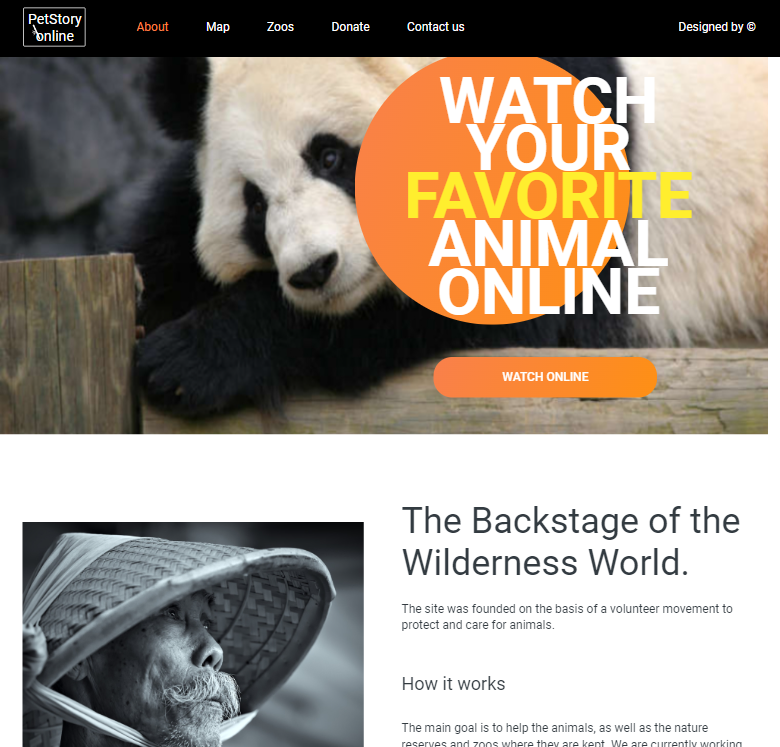 PetStory
online
About Map Zoos Donate Contact us Designed by ©
WATCH
YOUR
FAVORITE
ANIMAL
ONLINE
WATCH ONLINE
The Backstage of the
Wilderness World.
The site was founded on the basis of a volunteer movement to
protect and care for animals.
How it works
The main goal is to help the animals, as well as the nature
reserves and zoos where they are kept. We are currently working